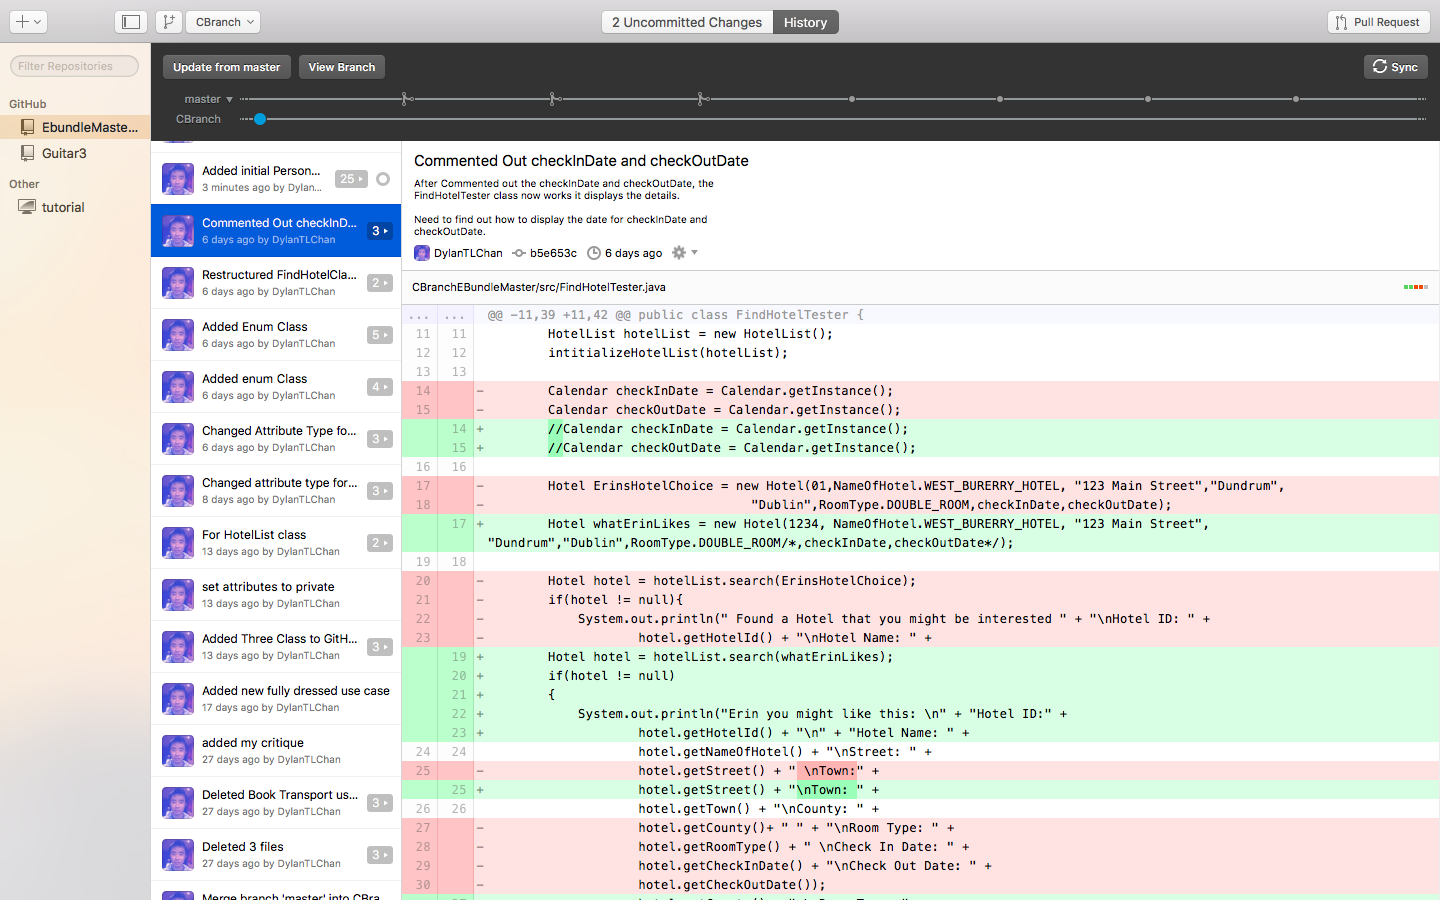 CBranch
2 Uncommitted Changes
History
Pull Request
Filter Repositories
GitHub
EbundleMaste...
Guitar3
Other
tutorial
Update from master
View Branch
Sync
master
CBranch
Added initial Person...
3 minutes ago by Dylan...
25
Commented Out checkInD...
6 days ago by DylanTLChan
3
Restructured FindHotelCla...
6 days ago by DylanTLChan
2
Added Enum Class
6 days ago by DylanTLChan
5
Added enum Class
6 days ago by DylanTLChan
4
Changed Attribute Type fo...
6 days ago by DylanTLChan
3
Changed attribute type for...
8 days ago by DylanTLChan
3
For HotelList class
13 days ago by DylanTLChan
2
set attributes to private
13 days ago by DylanTLChan
Added Three Class to GitH...
13 days ago by DylanTLChan
3
Added new fully dressed use case
17 days ago by DylanTLChan
added my critique
27 days ago by DylanTLChan
Deleted Book Transport us...
27 days ago by DylanTLChan
3
Deleted 3 files
27 days ago by DylanTLChan
3
Merge branch 'master' into CBra...
Commented Out checkInDate and checkOutDate
After Commented out the checkInDate and checkOutDate, the
FindHotelTester class now works it displays the details.
Need to find out how to display the date for checkInDate and
checkOutDate.
DylanTLChan b5e653c 6 days ago
CBranchEBundleMaster/src/FindHotelTester.java
... ... @@ -11,39 +11,42 @@ public class FindHotelTester {
11 11 HotelList hotelList = new HotelList();
12 12 intitializeHotelList(hotelList);
13 13
14 - Calendar checkInDate = Calendar.getInstance();
15 - Calendar checkOutDate = Calendar.getInstance();
14 + //Calendar checkInDate = Calendar.getInstance();
15 + //Calendar checkOutDate = Calendar.getInstance();
16 16
17 - Hotel ErinsHotelChoice = new Hotel(01,NameOfHotel.WEST_BURERRY_HOTEL, "123 Main Street","Dundrum",
18 - "Dublin",RoomType.DOUBLE_ROOM,checkInDate,checkOutDate);
17 + Hotel whatErinLikes = new Hotel(1234, NameOfHotel.WEST_BURERRY_HOTEL, "123 Main Street",
"Dundrum","Dublin",RoomType.DOUBLE_ROOM/*,checkInDate,checkOutDate*/);
19 18
20 - Hotel hotel = hotelList.search(ErinsHotelChoice);
21 - if(hotel != null){
22 - System.out.println(" Found a Hotel that you might be interested " + "\nHotel ID: " +
23 - hotel.getHotelId() + "\nHotel Name: " +
19 + Hotel hotel = hotelList.search(whatErinLikes);
20 + if(hotel != null)
21 + {
22 + System.out.println("Erin you might like this: \n" + "Hotel ID:" +
23 + hotel.getHotelId() + "\n" + "Hotel Name: " +
24 24 hotel.getNameOfHotel() + "\nStreet: " +
25 - hotel.getStreet() + " \nTown:" +
25 + hotel.getStreet() + "\nTown: " +
26 26 hotel.getTown() + "\nCounty: " +
27 - hotel.getCounty()+ " " + "\nRoom Type: " +
28 - hotel.getRoomType() + " \nCheck In Date: " +
29 - hotel.getCheckInDate() + "\nCheck Out Date: " +
30 - hotel.getCheckOutDate());